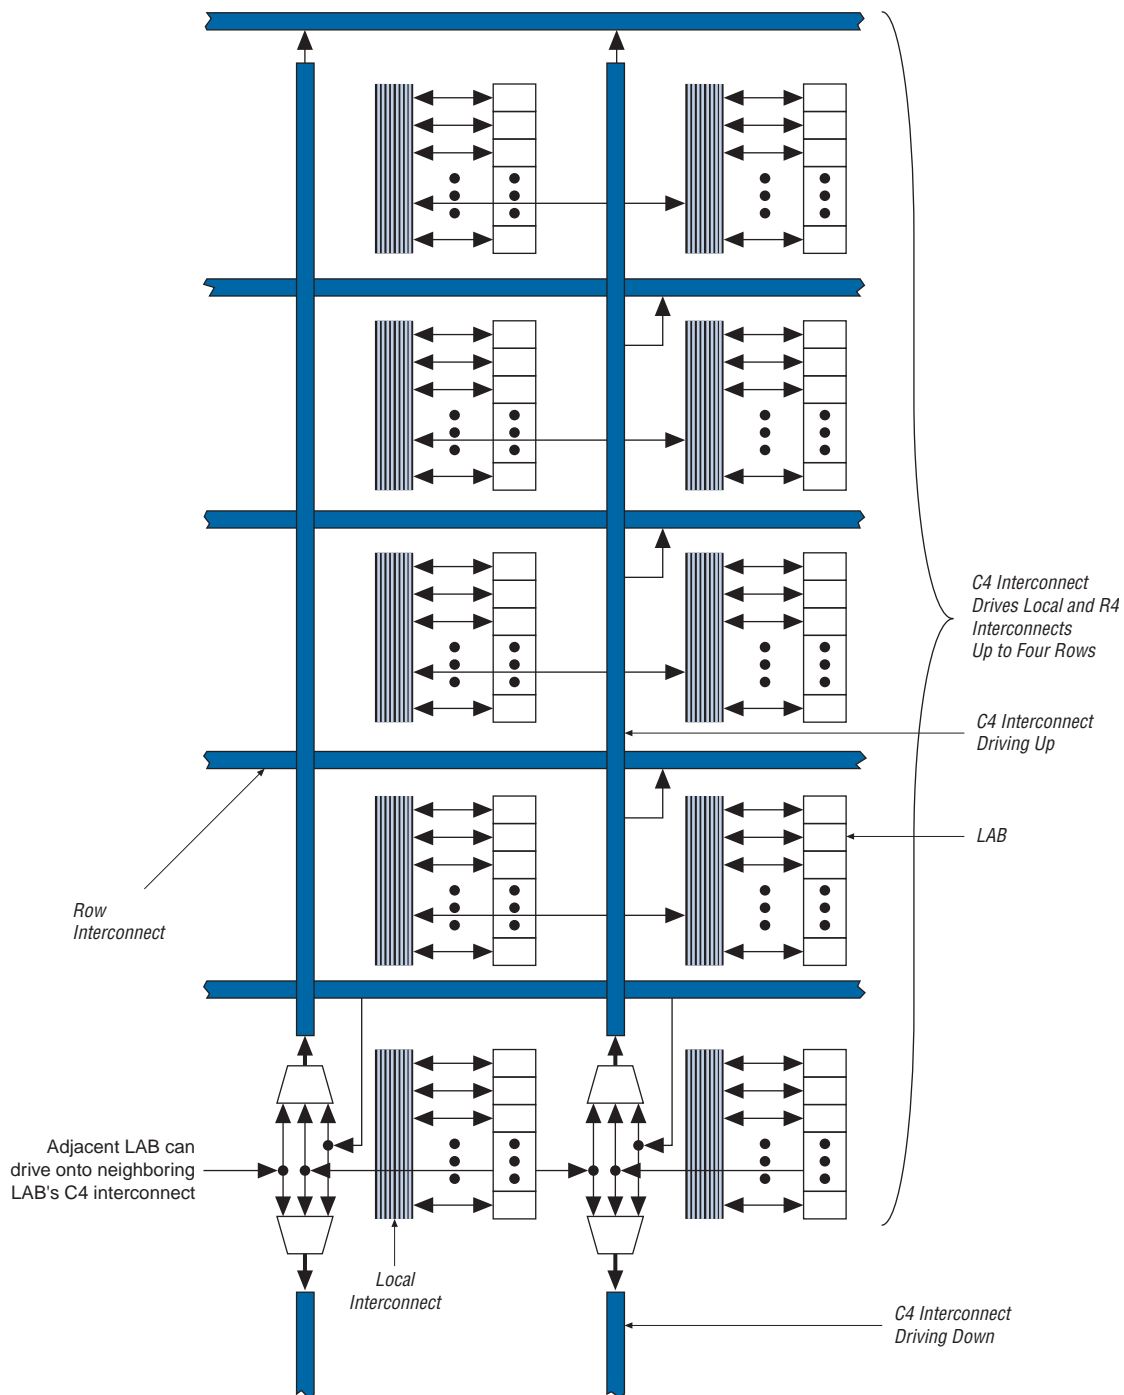 C4 Interconnect
Drives Local and R4
Interconnects
Up to Four Rows
C4 Interconnect
Driving Up
LAB
Row
Interconnect
Adjacent LAB can
drive onto neighboring
LAB's C4 interconnect
Local
Interconnect
C4 Interconnect
Driving Down